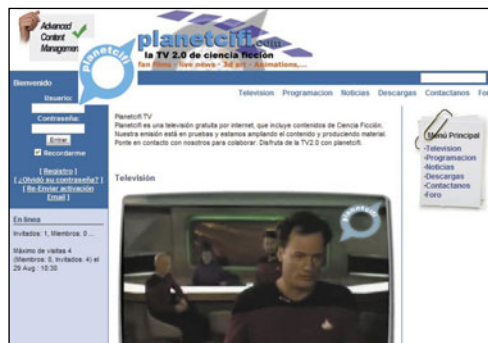 Advanced
Content
Management
planetcifi.com
la TV 2.0 de ciencia ficción
fan films - live news - 3d art - Animations,...
planetcifi
Television Programacion Noticias Descargas Contactanos
Bienvenido
Usuario:
Contraseña:
Entrar
Recordarme
[ Registro ]
[ ¿Olvidó su contraseña? ]
[ Re-Enviar activación
Email ]
En linea
Invitados: 1, Miembros: 0 ...
Máximo de visitas 4
(Miembros: 0, Invitados: 4) el
29 Aug : 10:30
Planetcifi TV
Planetcifi es una televisión gratuita por internet, que incluye contenidos de Ciencia Ficción.
Nuestra emisión está en pruebas y estamos ampliando el contenido y produciendo material.
Ponte en contacto con nosotros para colaborar. Disfruta de la TV2.0 con planetcifi.
Televisión
planetcifi
Menú Principal
·Television
·Programacion
·Noticias
·Descargas
·Contactanos
·Foro